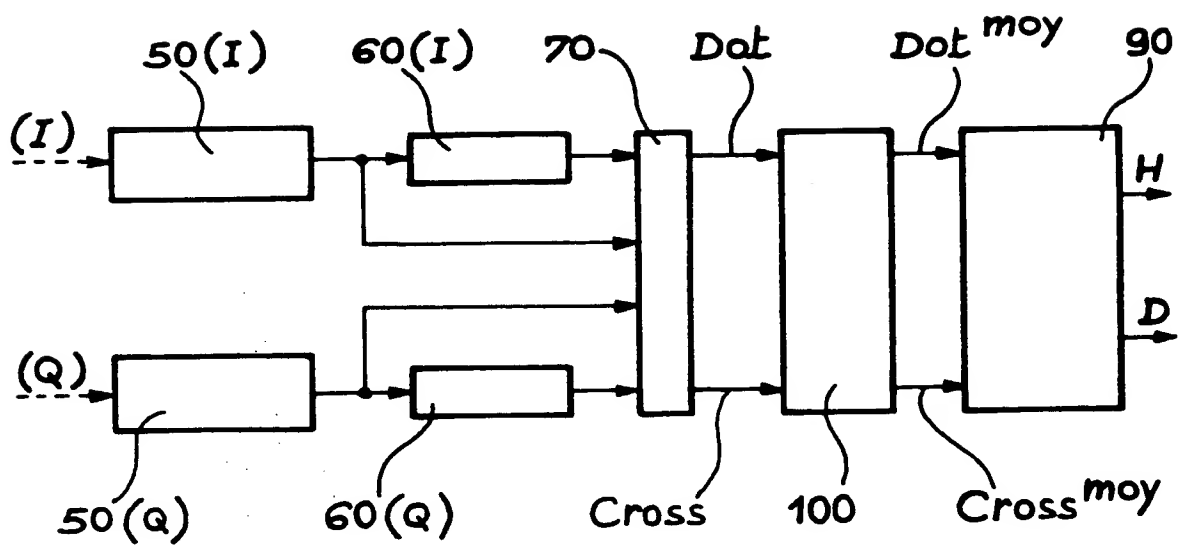 50(I)
60(I)
70
Dot
Dot moy
90
(I)
H
D
(Q)
50(Q)
60(Q)
Cross
100
Cross moy